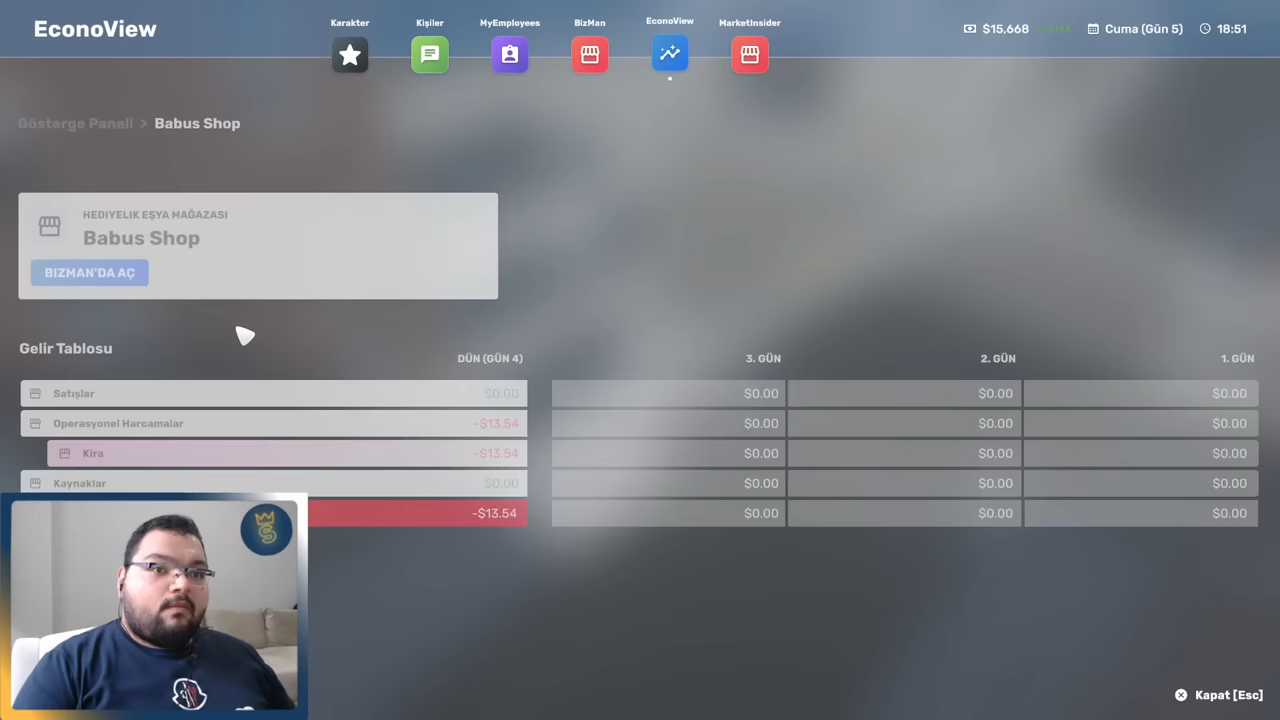 EconoView
Karakter
Kişiler
MyEmployees
BizMan
EconoView
MarketInsider
$15,668
Cuma (Gün 5)
18:51
Gösterge Paneli > Babus Shop
HEDIYELIK EŞYA MAĞAZASI
Babus Shop
BIZMAN'DA AÇ
Gelir Tablosu
DÜN (GÜN 4) 3. GÜN 2. GÜN 1. GÜN
Satışlar $0.00 $0.00 $0.00 $0.00
Operasyonel Harcamalar -$13.54 $0.00 $0.00 $0.00
Kira -$13.54 $0.00 $0.00 $0.00
Kaynaklar $0.00 $0.00 $0.00 $0.00
-$13.54 $0.00 $0.00 $0.00
Kapat [Esc]